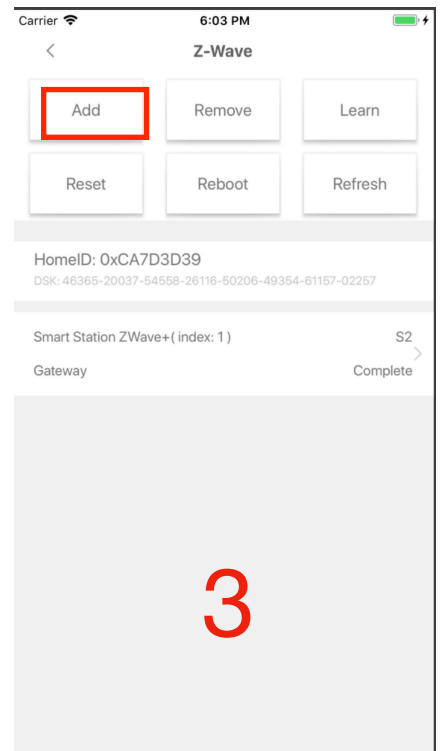 Carrier 6:03 PM
Z-Wave
Add Remove Learn
Reset Reboot Refresh
HomeID: 0xCA7D3D39
DSK: 46365-20037-54558-26116-50206-49354-61157-02257
Smart Station ZWave+( index: 1 ) S2
Gateway Complete
3